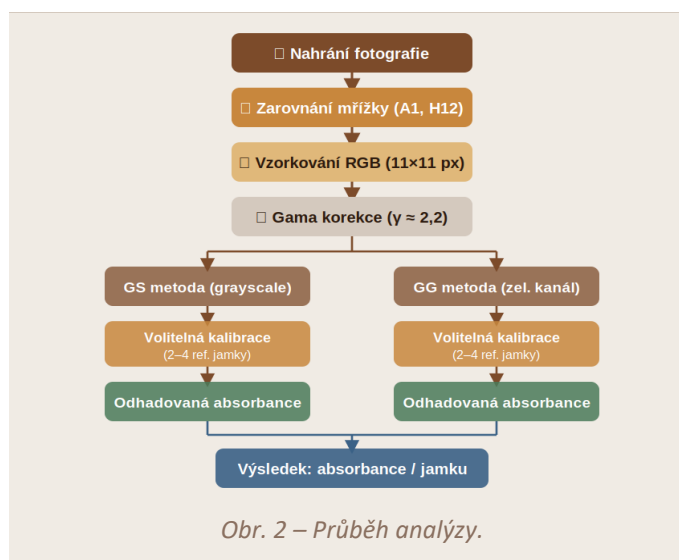 Nahrání fotografie
Zarovnání mřížky (A1, H12)
Vzorkování RGB (11×11 px)
Gama korekce (γ ≈ 2,2)
GS metoda (grayscale)
GG metoda (zel. kanál)
Volitelná kalibrace
(2–4 ref. jamky)
Volitelná kalibrace
(2–4 ref. jamky)
Odhadovaná absorbance
Odhadovaná absorbance
Výsledek: absorbance / jamku
Obr. 2 – Průběh analýzy.